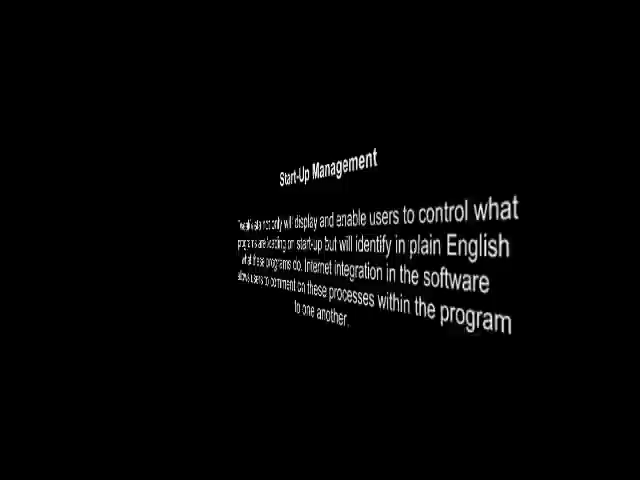 Start-Up Management
not only will display and enable users to control what
programs are loading on start-up but will identify in plain English
what these programs do. Internet integration in the software
allows users to comment on these processes within the program
to one another.